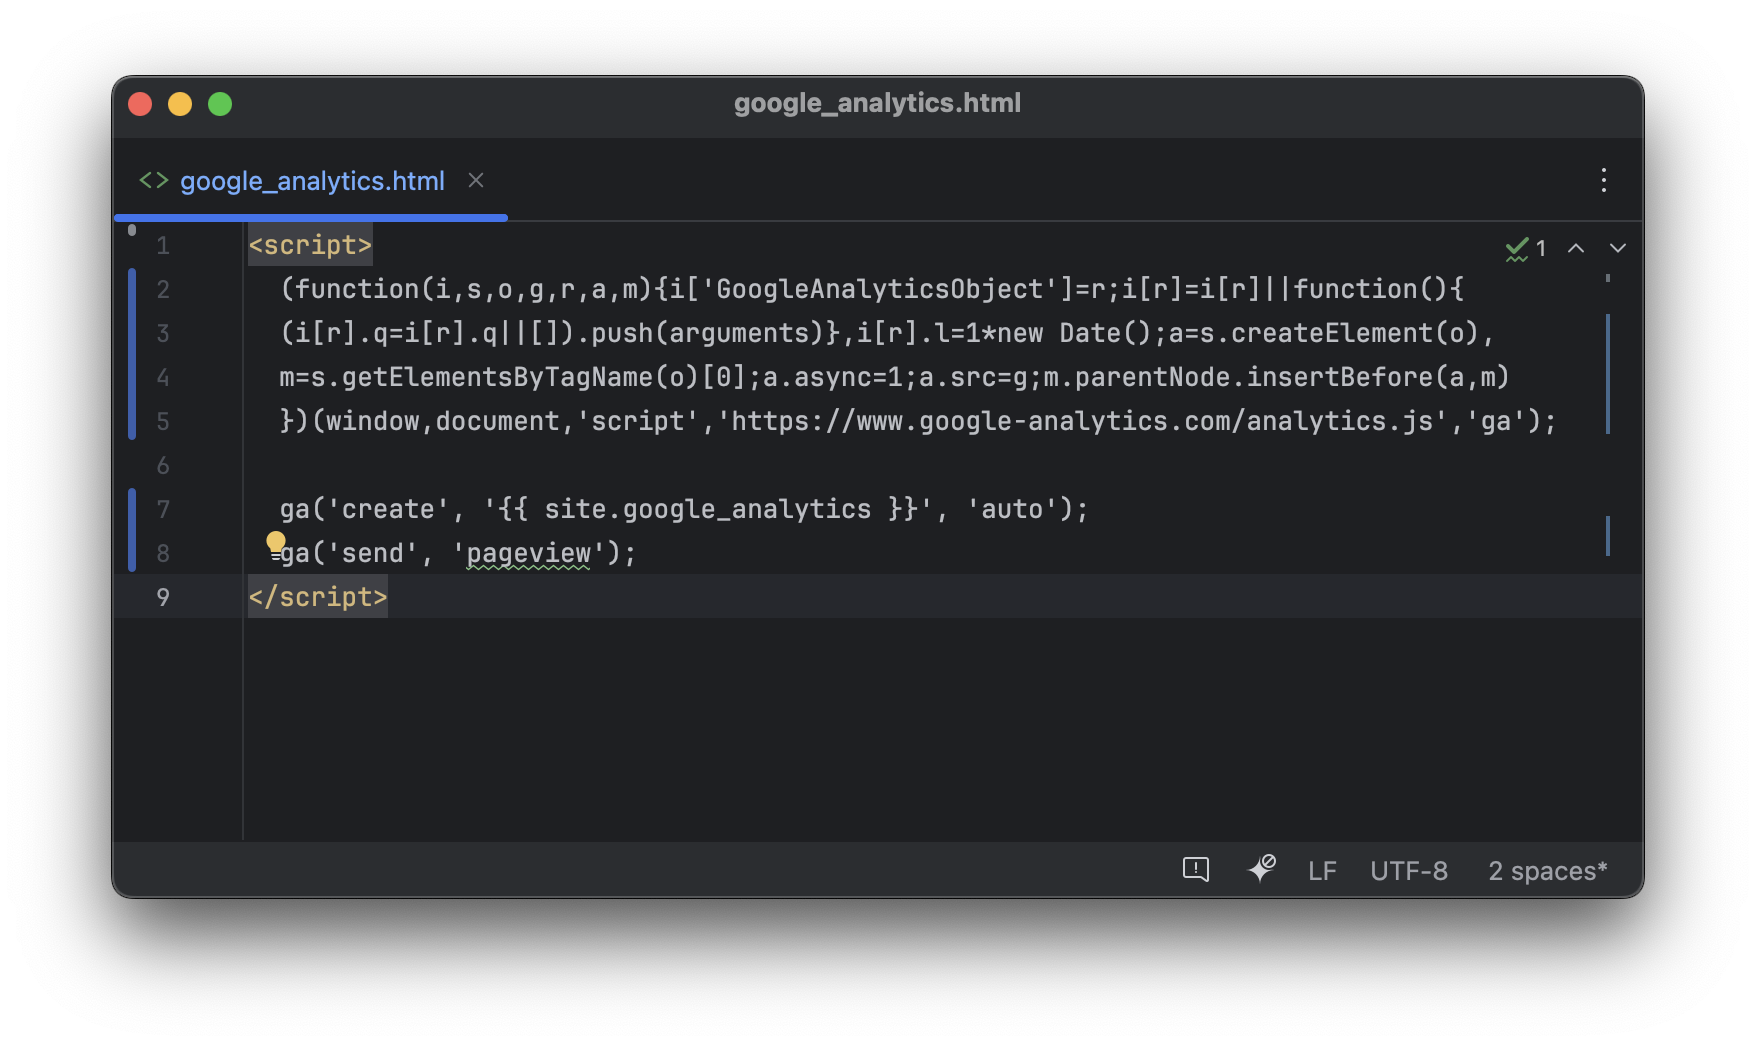 google_analytics.html
<> google_analytics.html
1 <script>
1
2 (function(i,s,o,g,r,a,m){i['GoogleAnalyticsObject']=r;i[r]=i[r]||function(){
3 (i[r].q=i[r].q||[]).push(arguments)},i[r].l=1*new Date();a=s.createElement(o),
4 m=s.getElementsByTagName(o)[0];a.async=1;a.src=g;m.parentNode.insertBefore(a,m)
5 })(window,document,'script','https://www.google-analytics.com/analytics.js','ga');
6
7 ga('create', '{{ site.google_analytics }}', 'auto');
8 ga('send', 'pageview');
9 </script>
LF UTF-8 2 spaces*